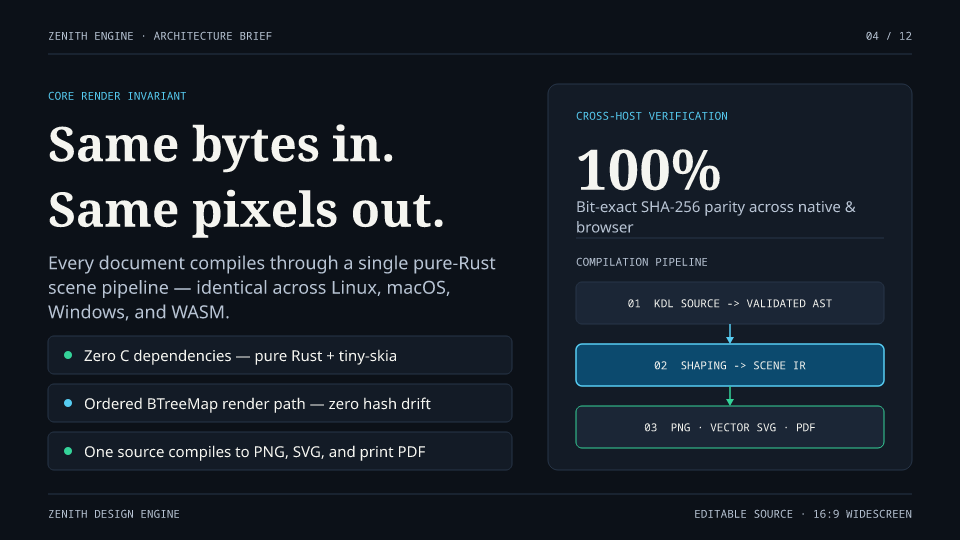 ZENITH ENGINE · ARCHITECTURE BRIEF
04 / 12
CORE RENDER INVARIANT
Same bytes in.
Same pixels out.
Every document compiles through a single pure-Rust
scene pipeline — identical across Linux, macOS,
Windows, and WASM.
Zero C dependencies — pure Rust + tiny-skia
Ordered BTreeMap render path — zero hash drift
One source compiles to PNG, SVG, and print PDF
CROSS-HOST VERIFICATION
100%
Bit-exact SHA-256 parity across native &
browser
COMPILATION PIPELINE
01 KDL SOURCE -> VALIDATED AST
02 SHAPING -> SCENE IR
03 PNG · VECTOR SVG · PDF
ZENITH DESIGN ENGINE
EDITABLE SOURCE · 16:9 WIDESCREEN